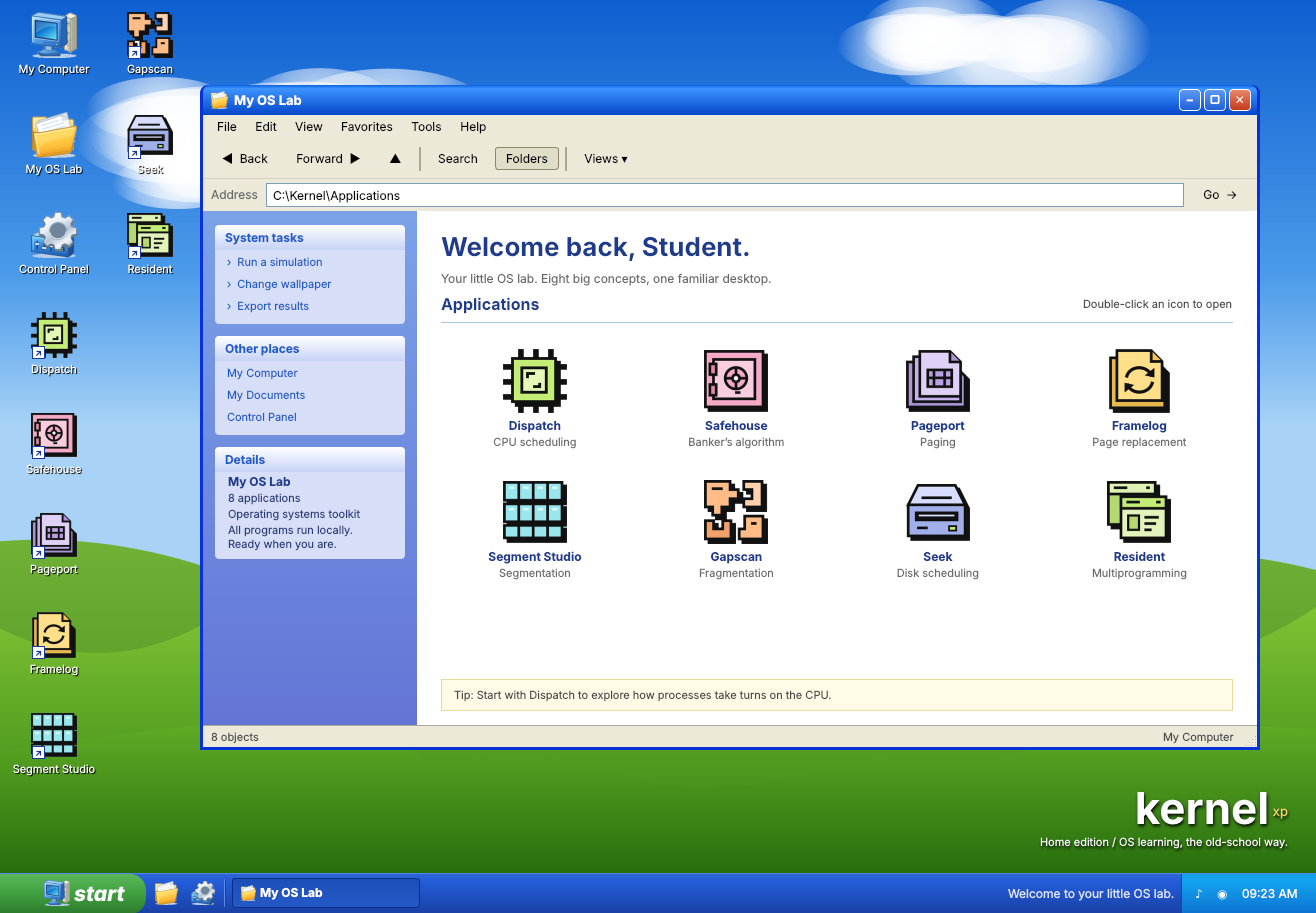 My Computer
Gapscan
My OS Lab
Seek
Control Panel
Resident
Dispatch
Safehouse
Pageport
Framelog
Segment Studio
My OS Lab
File Edit View Favorites Tools Help
Back Forward Search Folders Views
Address C:\Kernel\Applications Go
System tasks
Run a simulation
Change wallpaper
Export results
Other places
My Computer
My Documents
Control Panel
Details
My OS Lab
8 applications
Operating systems toolkit
All programs run locally.
Ready when you are.
Welcome back, Student.
Your little OS lab. Eight big concepts, one familiar desktop.
Applications Double-click an icon to open
Dispatch Safehouse Pageport Framelog
CPU scheduling Banker’s algorithm Paging Page replacement
Segment Studio Gapscan Seek Resident
Segmentation Fragmentation Disk scheduling Multiprogramming
Tip: Start with Dispatch to explore how processes take turns on the CPU.
8 objects My Computer
kernel xp
Home edition / OS learning, the old-school way.
start My OS Lab Welcome to your little OS lab. 09:23 AM